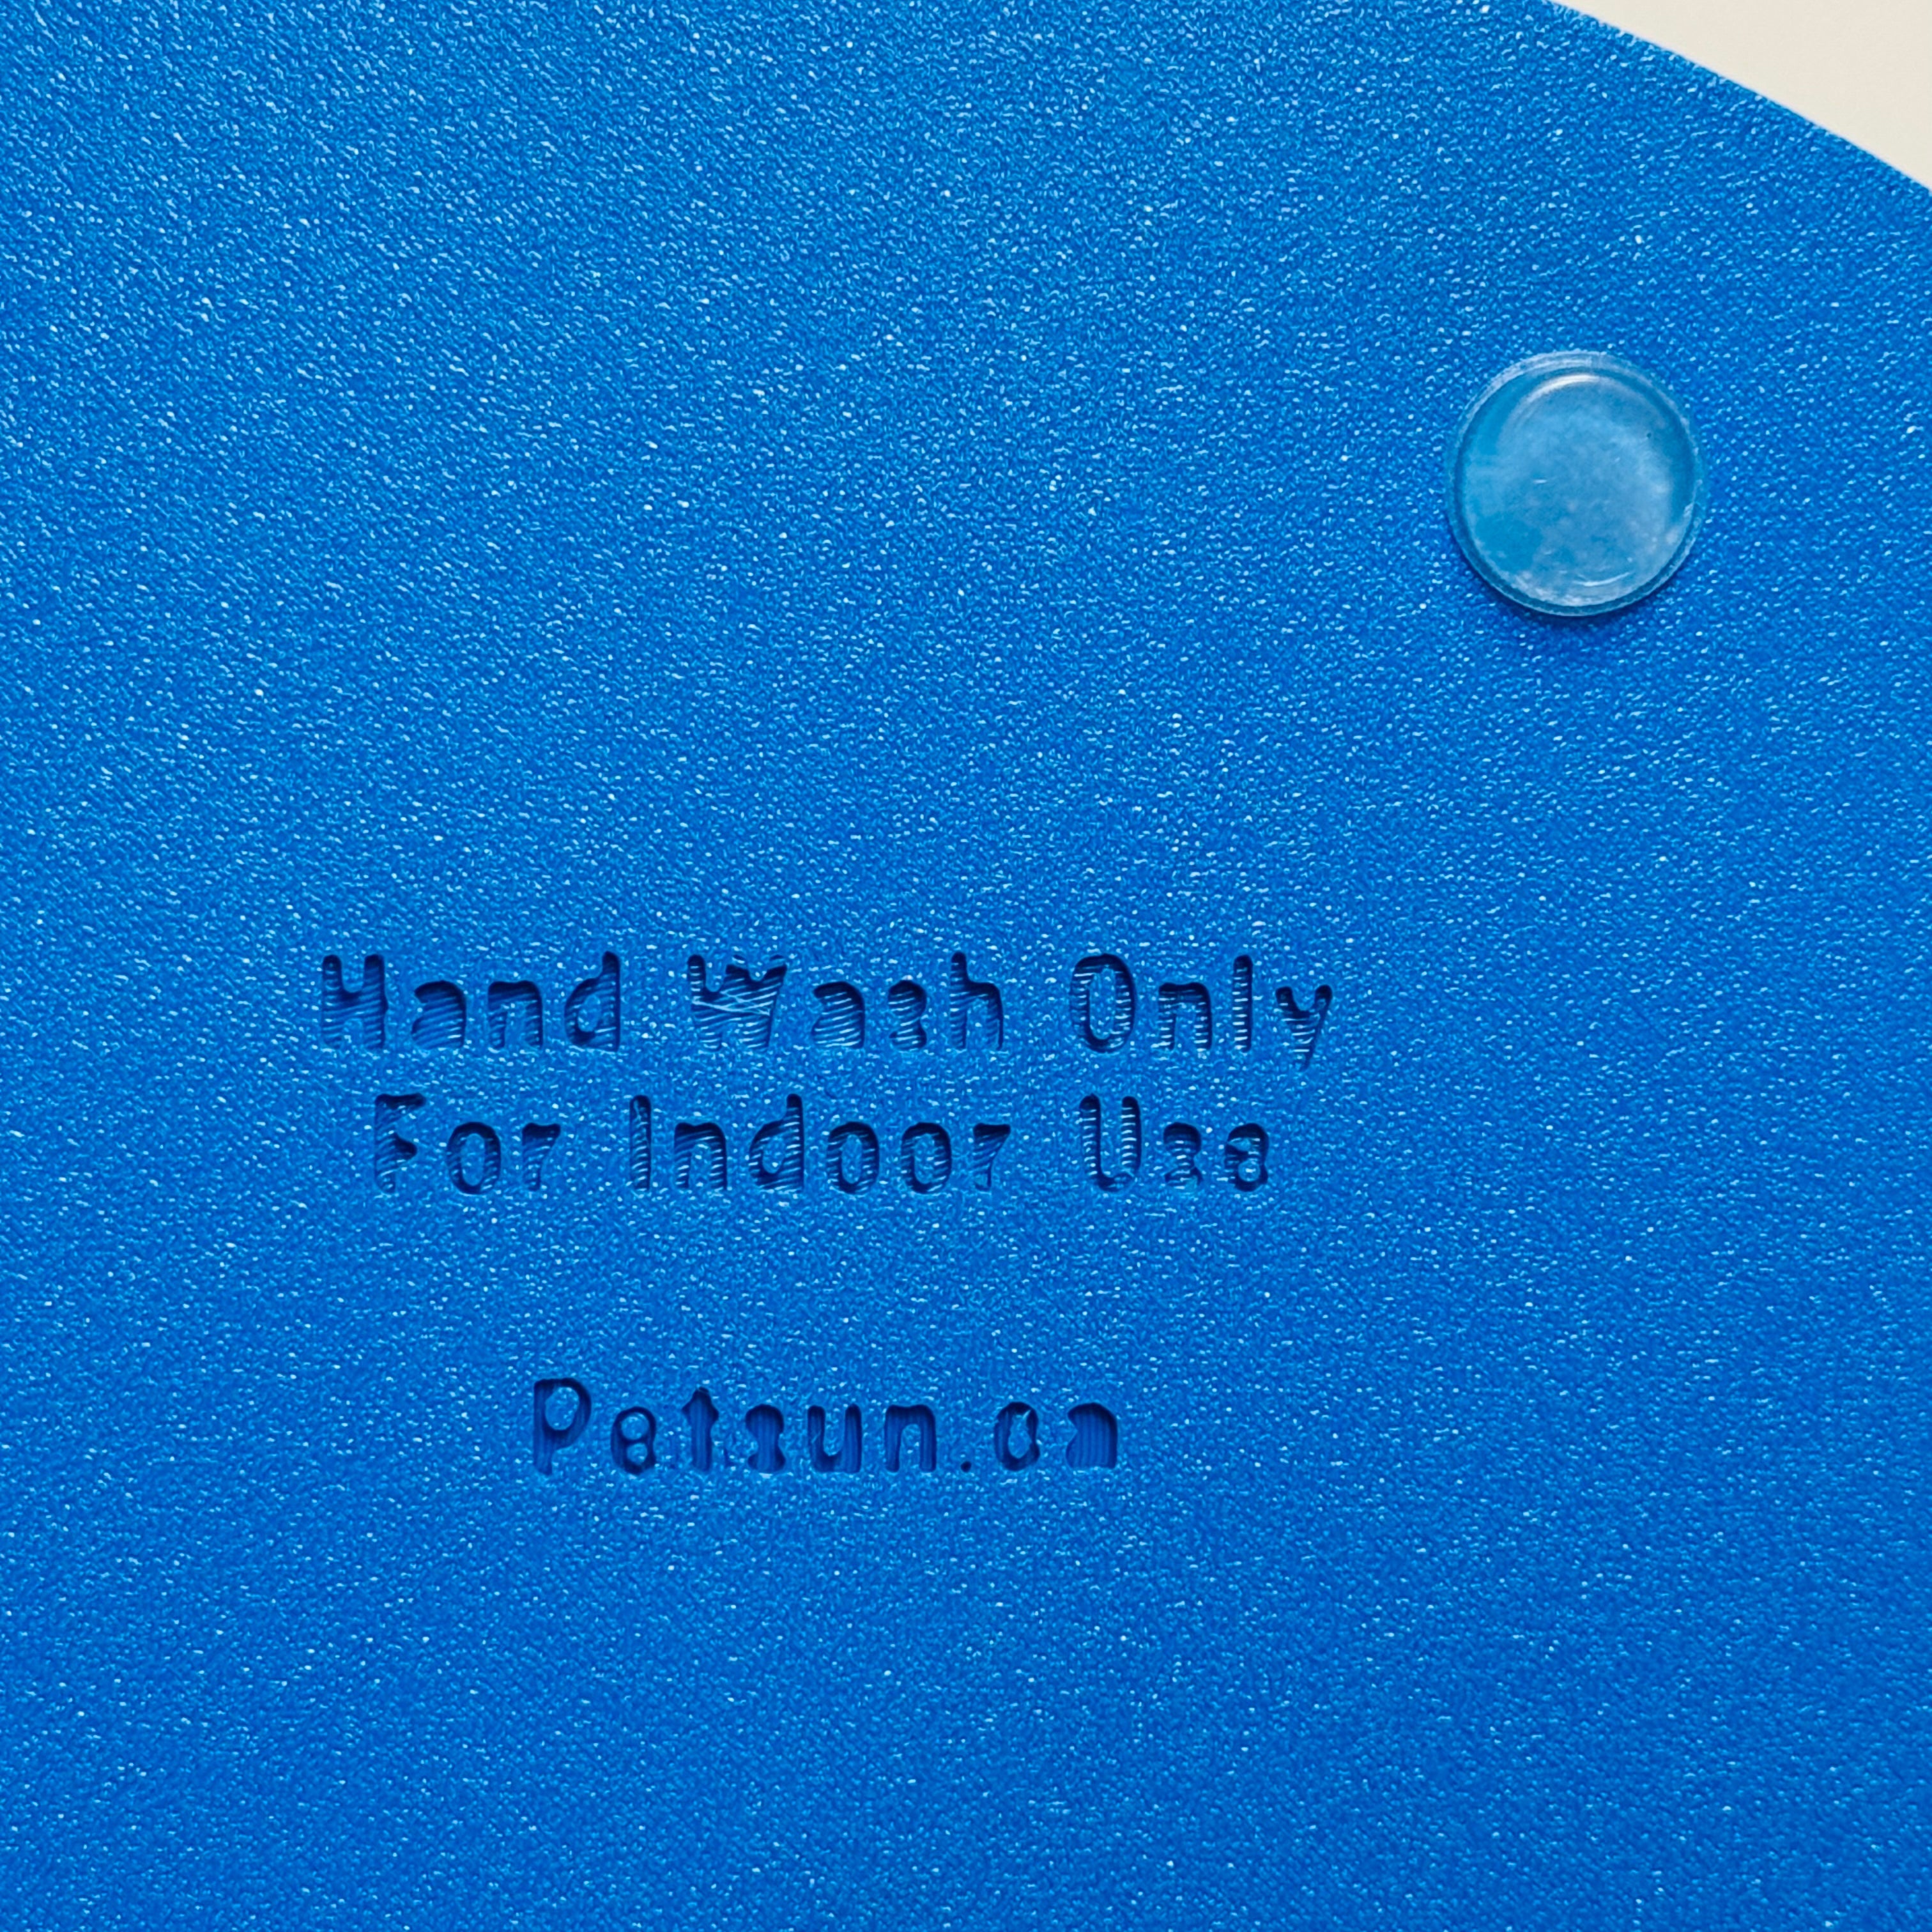 Hand Wash Only
For Indoor Use
Petsun.ca